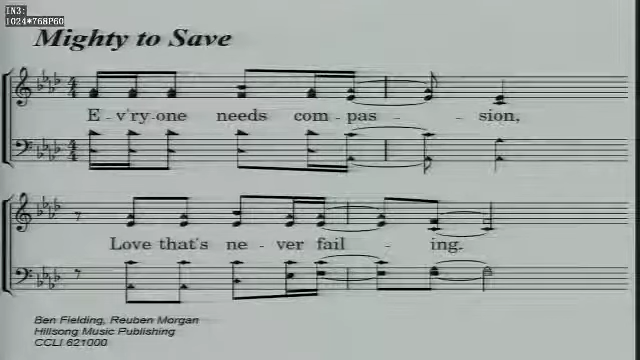 IN3:
1024*768P60
Mighty to Save
E - v'ry-one needs com - pas - sion,
Love that's ne - ver fail - ing.
Ben Fielding, Reuben Morgan
Hillsong Music Publishing
CCLI 621000